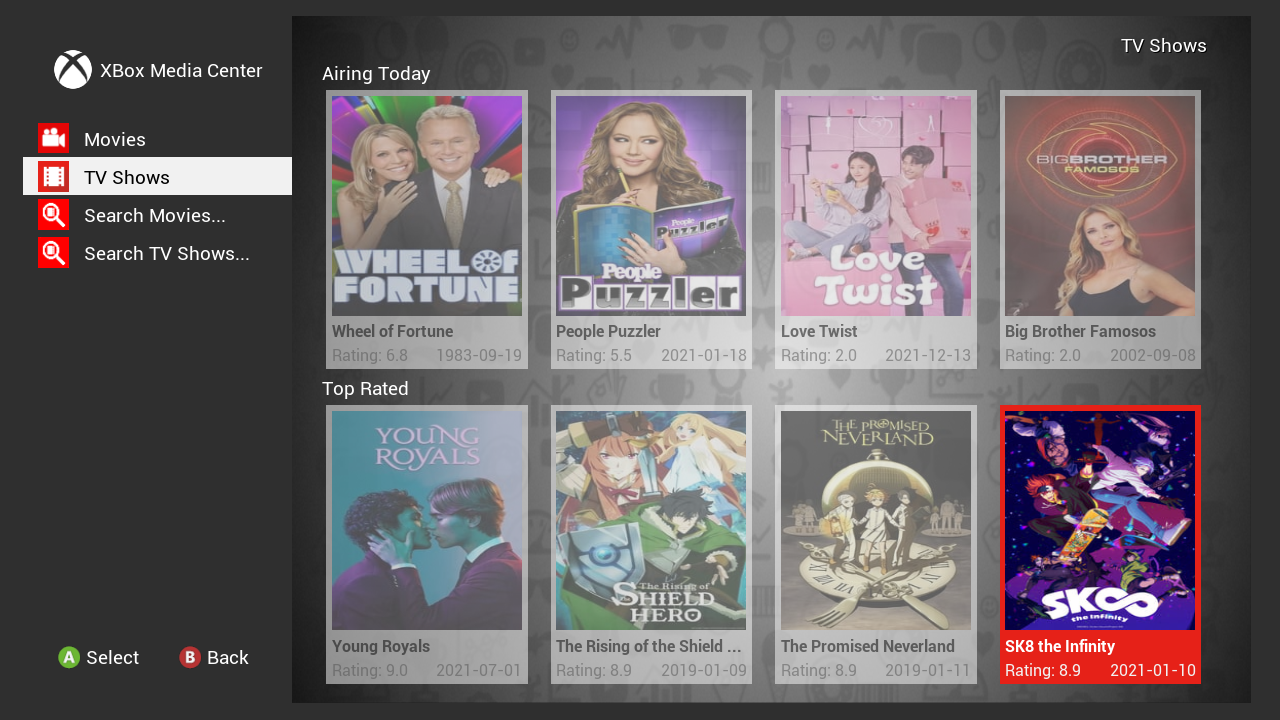 XBox Media Center
Movies
TV Shows
Search Movies...
Search TV Shows...
A Select
B Back
TV Shows
Airing Today
WHEEL OF
FORTUNE
Wheel of Fortune
Rating: 6.8 1983-09-19
People
Puzzler
People
Puzzler
People Puzzler
Rating: 5.5 2021-01-18
Love
Twist
Love Twist
Rating: 2.0 2021-12-13
BIGBROTHER
FAMOSOS
Big Brother Famosos
Rating: 2.0 2002-09-08
Top Rated
YOUNG
ROYALS
Young Royals
Rating: 9.0 2021-07-01
The Rising of
SHIELD
HERO
The Rising of the Shield ...
Rating: 8.9 2019-01-09
THE PROMISED
NEVERLAND
The Promised Neverland
Rating: 8.9 2019-01-11
SK∞
the Infinity
SK8 the Infinity
Rating: 8.9 2021-01-10